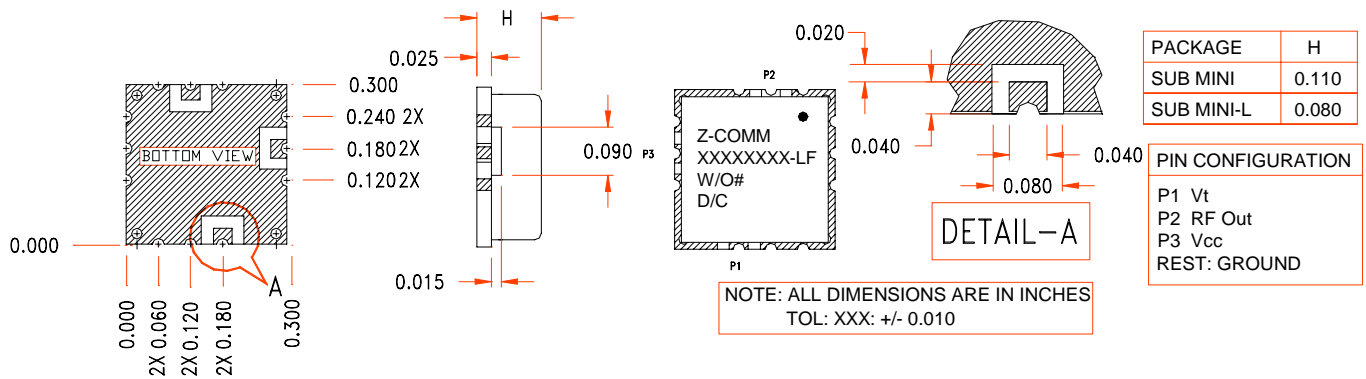 BOTTOM VIEW
0.300
0.240 2X
0.180 2X
0.120 2X
0.000
A
0.000
2X 0.060
2X 0.120
2X 0.180
0.300
H
0.025
0.090
0.015
P2
P3
Z-COMM
XXXXXXXX-LF
W/O#
D/C
P1
0.020
0.040
0.040
0.080
DETAIL-A
NOTE: ALL DIMENSIONS ARE IN INCHES
TOL: XXX: +/- 0.010
PACKAGE H
SUB MINI 0.110
SUB MINI-L 0.080
PIN CONFIGURATION
P1 Vt
P2 RF Out
P3 Vcc
REST: GROUND